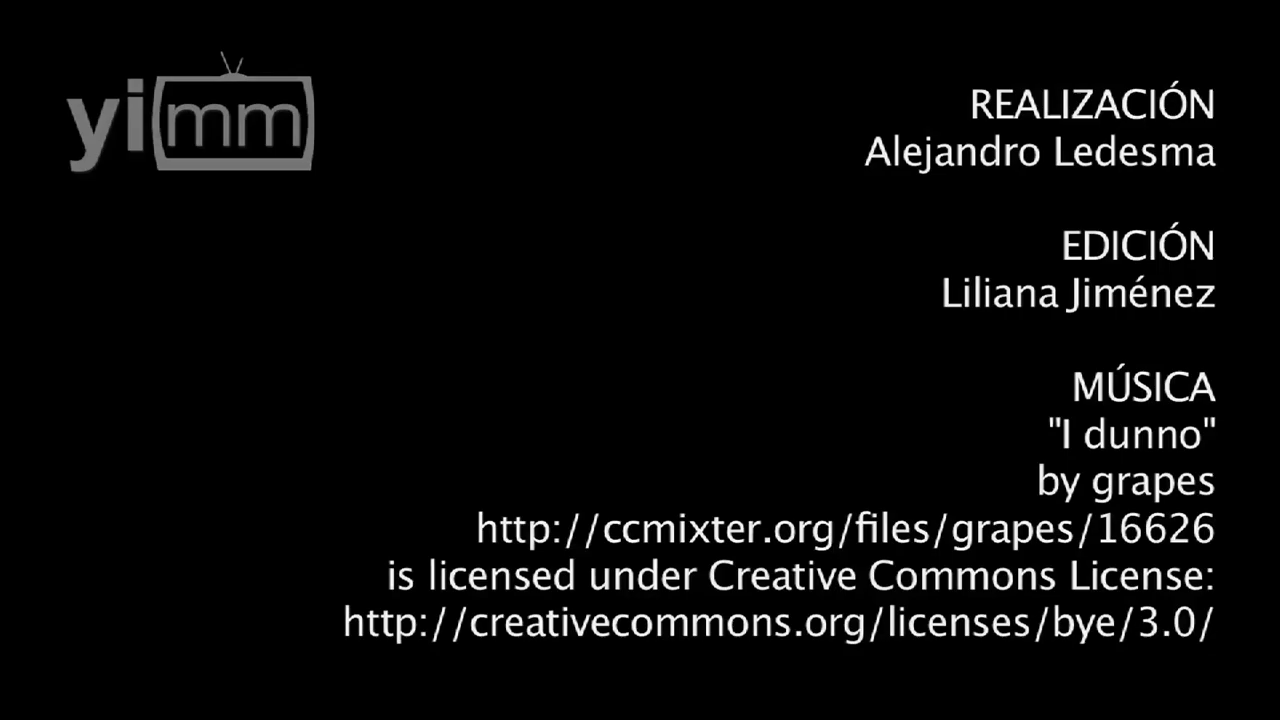 yimm
REALIZACIÓN
Alejandro Ledesma
EDICIÓN
Liliana Jiménez
MÚSICA
"I dunno"
by grapes
http://ccmixter.org/files/grapes/16626
is licensed under Creative Commons License:
http://creativecommons.org/licenses/bye/3.0/